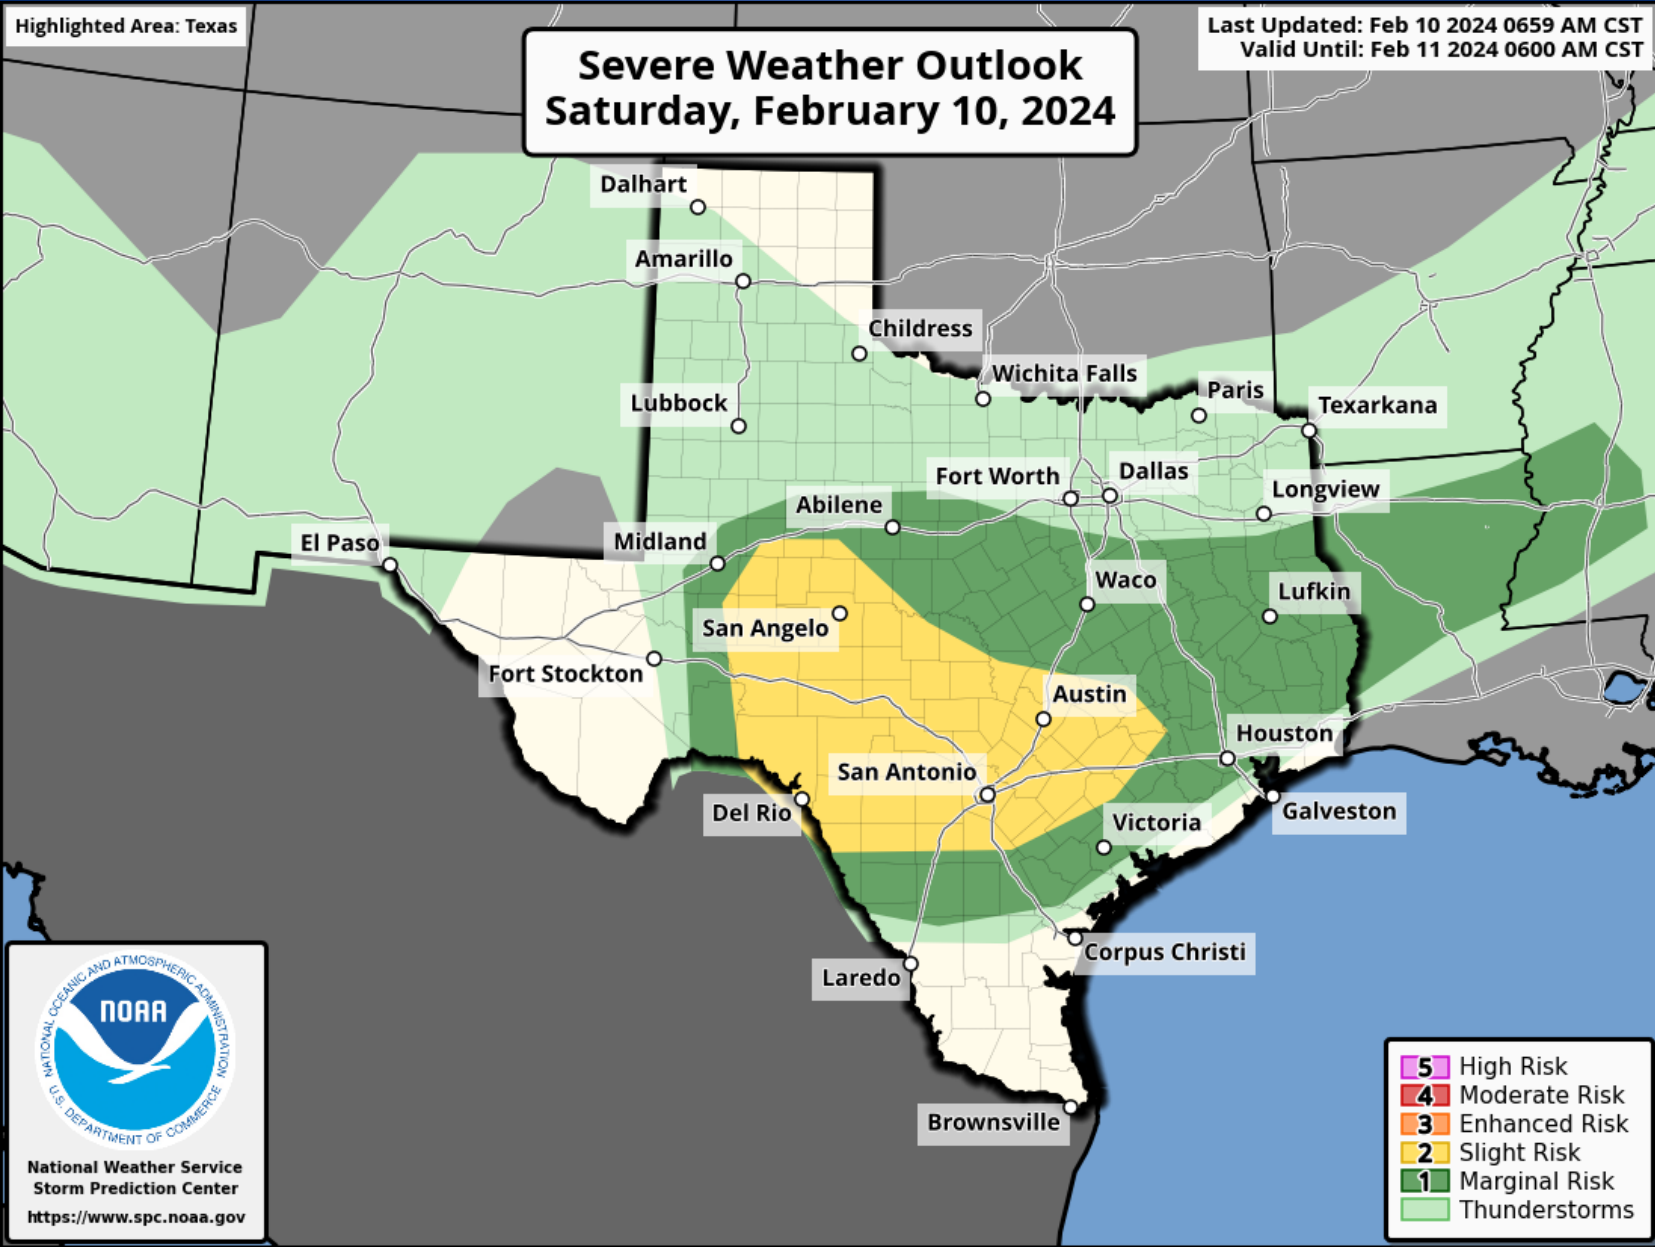 Highlighted Area: Texas
Severe Weather Outlook
Saturday, February 10, 2024
Last Updated: Feb 10 2024 0659 AM CST
Valid Until: Feb 11 2024 0600 AM CST
Dalhart
Amarillo
Childress
Wichita Falls
Paris
Texarkana
Lubbock
Fort Worth
Dallas
Longview
Abilene
El Paso
Midland
Waco
Lufkin
San Angelo
Fort Stockton
Austin
Houston
San Antonio
Del Rio
Victoria
Galveston
Corpus Christi
Laredo
Brownsville
NATIONAL OCEANIC AND ATMOSPHERIC ADMINISTRATION
NOAA
U.S. DEPARTMENT OF COMMERCE
National Weather Service
Storm Prediction Center
https://www.spc.noaa.gov
5 High Risk
4 Moderate Risk
3 Enhanced Risk
2 Slight Risk
1 Marginal Risk
Thunderstorms